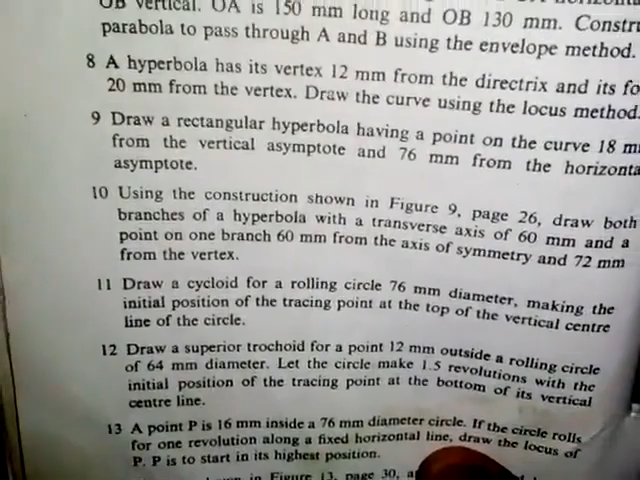 OB vertical. OA is 150 mm long and OB 130 mm. Constru
parabola to pass through A and B using the envelope method.
8 A hyperbola has its vertex 12 mm from the directrix and its fo
20 mm from the vertex. Draw the curve using the locus method.
9 Draw a rectangular hyperbola having a point on the curve 18 m
from the vertical asymptote and 76 mm from the horizonta
asymptote.
10 Using the construction shown in Figure 9, page 26, draw both
branches of a hyperbola with a transverse axis of 60 mm and a
point on one branch 60 mm from the axis of symmetry and 72 mm
from the vertex.
11 Draw a cycloid for a rolling circle 76 mm diameter, making the
initial position of the tracing point at the top of the vertical centre
line of the circle.
12 Draw a superior trochoid for a point 12 mm outside a rolling circle
of 64 mm diameter. Let the circle make 1.5 revolutions with the
initial position of the tracing point at the bottom of its vertical
centre line.
13 A point P is 16 mm inside a 76 mm diameter circle. If the circle rolls
for one revolution along a fixed horizontal line, draw the locus of
P. P is to start in its highest position.
in Figure 13, page 30, a